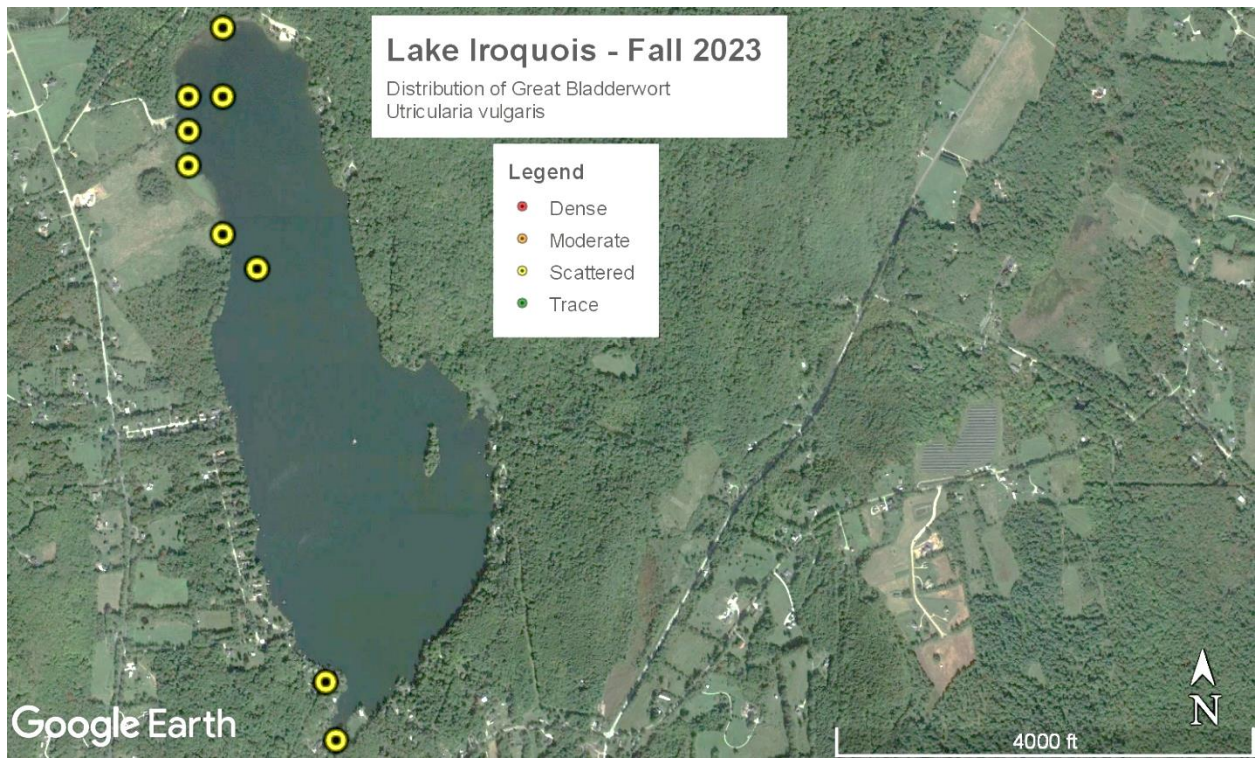 Lake Iroquois - Fall 2023
Distribution of Great Bladderwort
Utricularia vulgaris
Legend
Dense
Moderate
Scattered
Trace
Google Earth
N
4000 ft